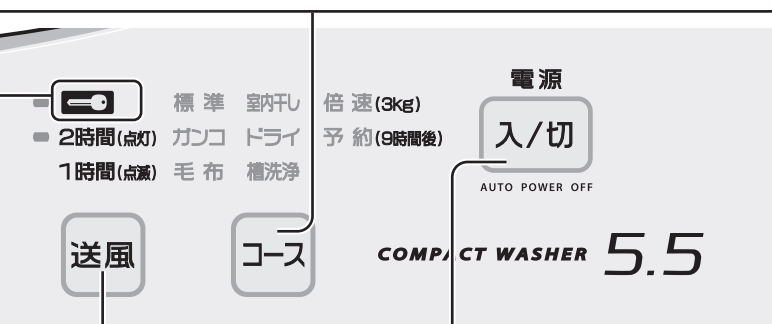 電源
標準 室内干し 倍速(3kg)
2時間(点灯) ガンコ ドライ 予約(9時間後)
入/切
1時間(点滅) 毛布 槽洗浄
AUTO POWER OFF
送風 コース
COMPACT WASHER 5.5